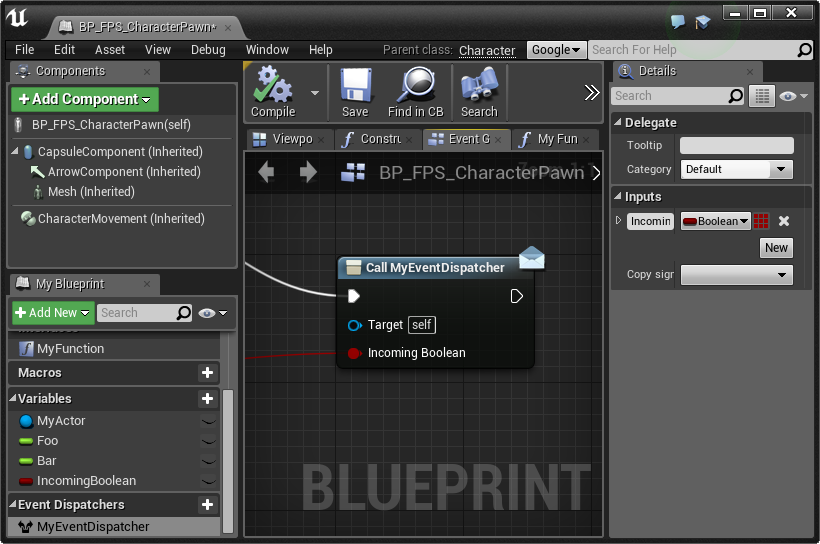 BP_FPS_CharacterPawn*
File Edit Asset View Debug Window Help Parent class: Character Google Search For Help
Components
+ Add Component
BP_FPS_CharacterPawn(self)
CapsuleComponent (Inherited)
ArrowComponent (Inherited)
Mesh (Inherited)
CharacterMovement (Inherited)
My Blueprint
+ Add New Search
MyFunction
Macros
Variables
MyActor
Foo
Bar
IncomingBoolean
Event Dispatchers
MyEventDispatcher
Compile Save Find in CB Search
Viewpo Constru Event G My Fun
BP_FPS_CharacterPawn
Call MyEventDispatcher
Target self
Incoming Boolean
BLUEPRINT
Details
Search
Delegate
Tooltip
Category Default
Inputs
Incomin Boolean
New
Copy sigr